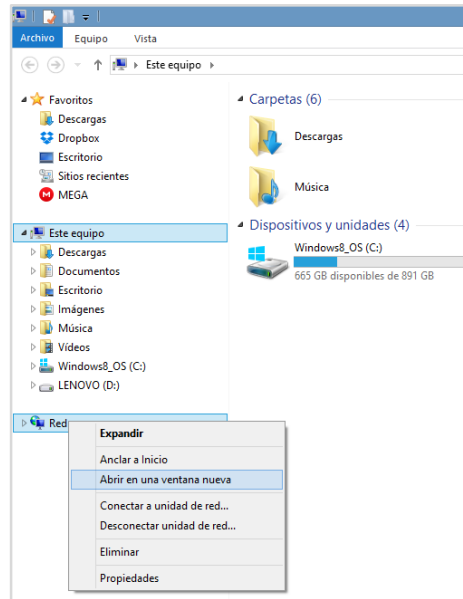 Archivo Equipo Vista
Este equipo
Favoritos
Descargas
Dropbox
Escritorio
Sitios recientes
MEGA
Este equipo
Descargas
Documentos
Escritorio
Imágenes
Música
Vídeos
Windows8_OS (C:)
LENOVO (D:)
Red
Carpetas (6)
Descargas
Música
Dispositivos y unidades (4)
Windows8_OS (C:)
665 GB disponibles de 891 GB
Expandir
Anclar a Inicio
Abrir en una ventana nueva
Conectar a unidad de red...
Desconectar unidad de red...
Eliminar
Propiedades